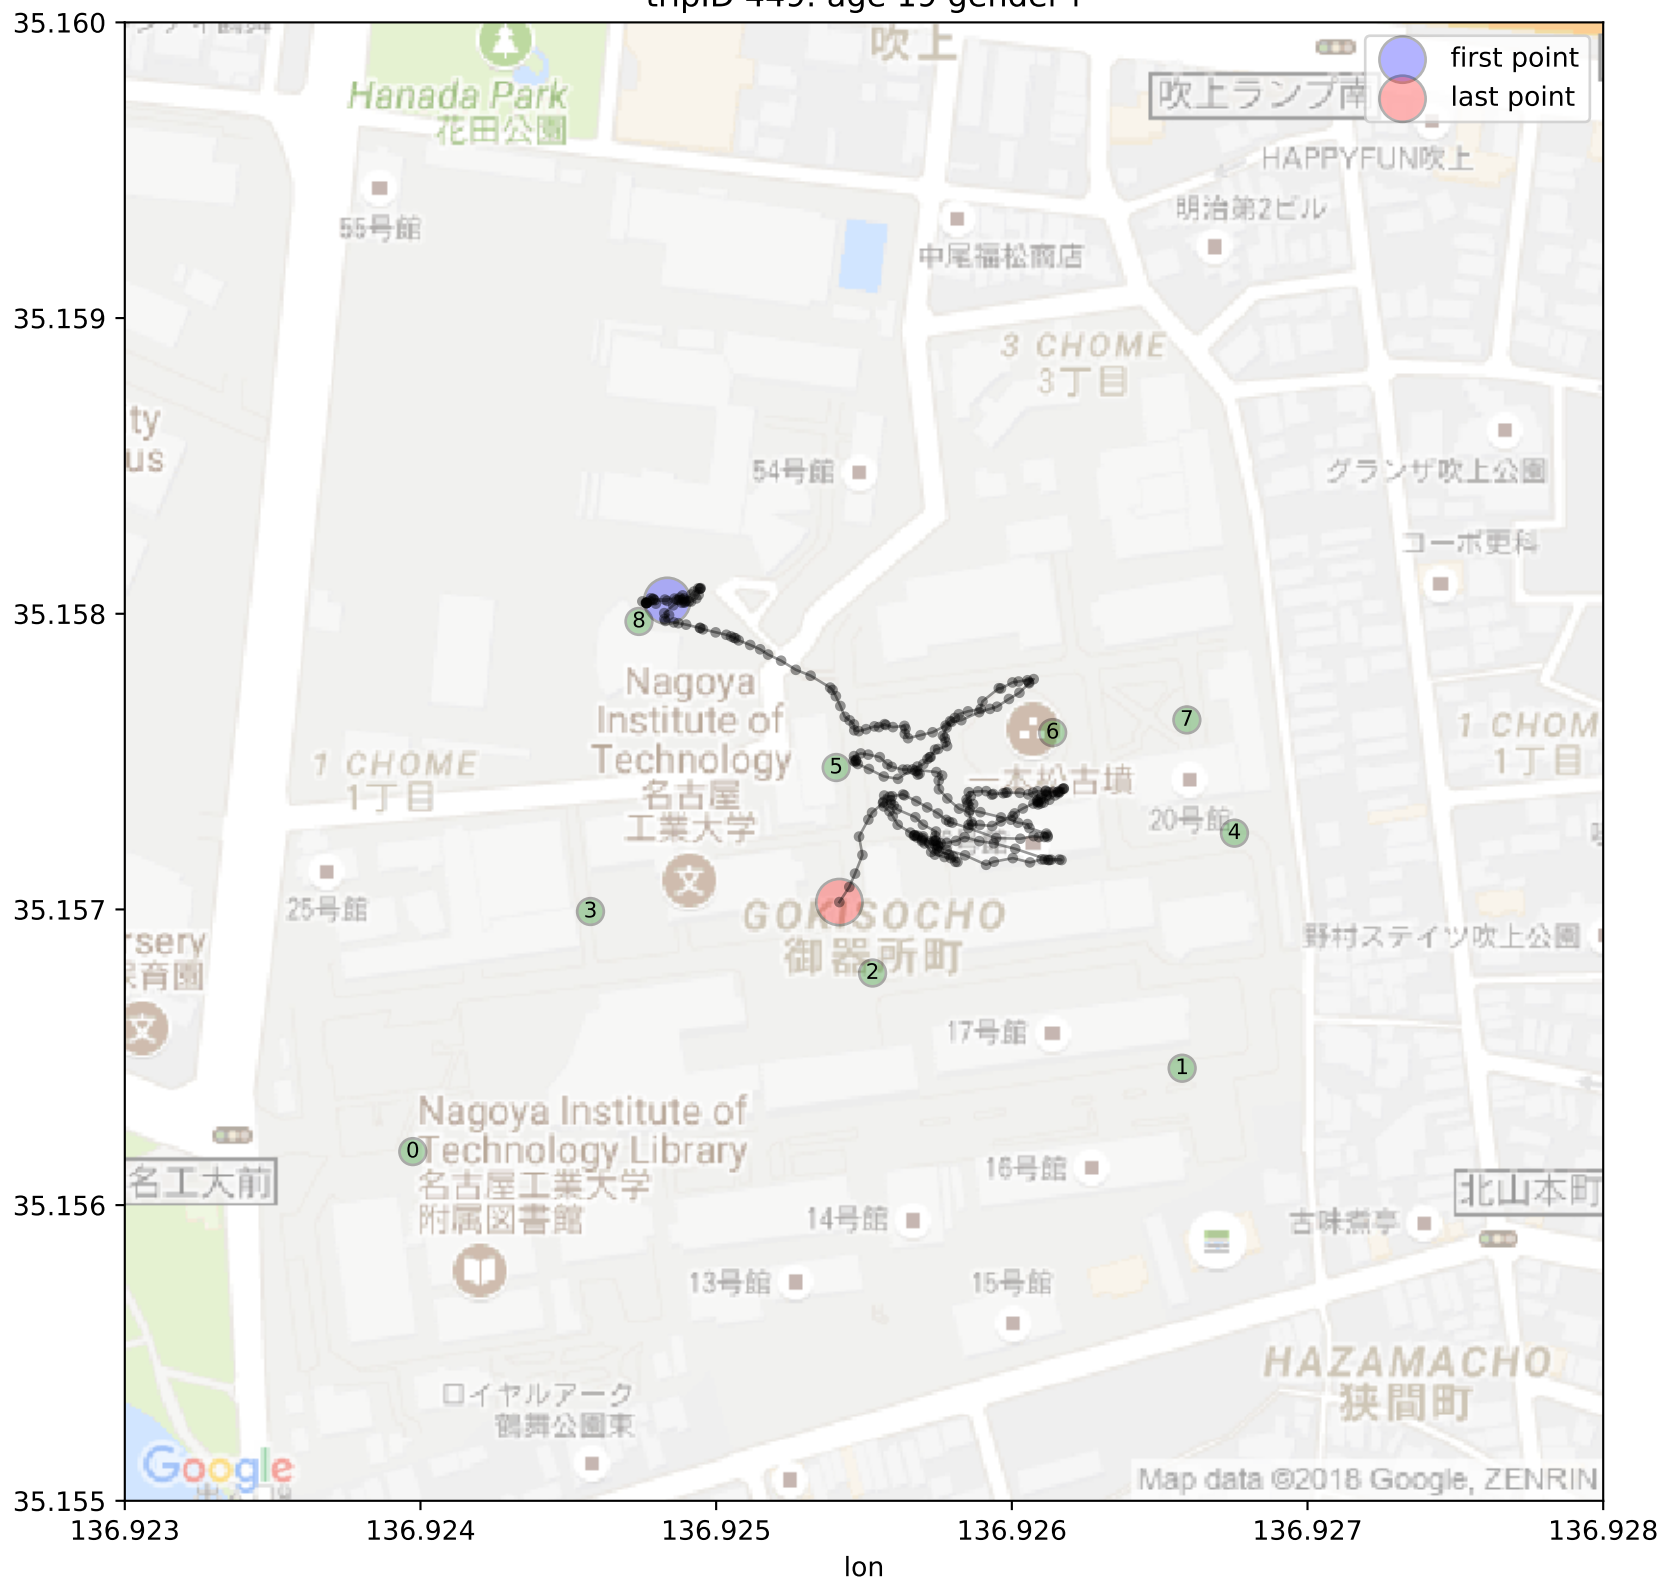 35.160
35.159
35.158
35.157
35.156
35.155
136.923
136.924
136.925
136.926
136.927
136.928
lon
first point
last point
吹上
Hanada Park
花田公園
吹上ランプ南
HAPPYFUN吹上
55号館
明治第2ビル
中尾福松商店
3 CHOME
3丁目
ty
us
54号館
グランザ吹上公園
コーポ更科
8
Nagoya
Institute of
Technology
名古屋
工業大学
1 CHOME
1丁目
5
6
7
一本松古墳
1 CHOM
1丁目
20号館
4
25号館
3
GOKISOCHO
御器所町
2
野村ステイツ吹上公園
rsery
保育園
17号館
1
0
Nagoya Institute of
Technology Library
名古屋工業大学
附属図書館
名工大前
16号館
14号館
北山本町
古味煮亭
13号館
15号館
HAZAMACHO
狭間町
ロイヤルアーク
鶴舞公園東
Google
Map data ©2018 Google, ZENRIN